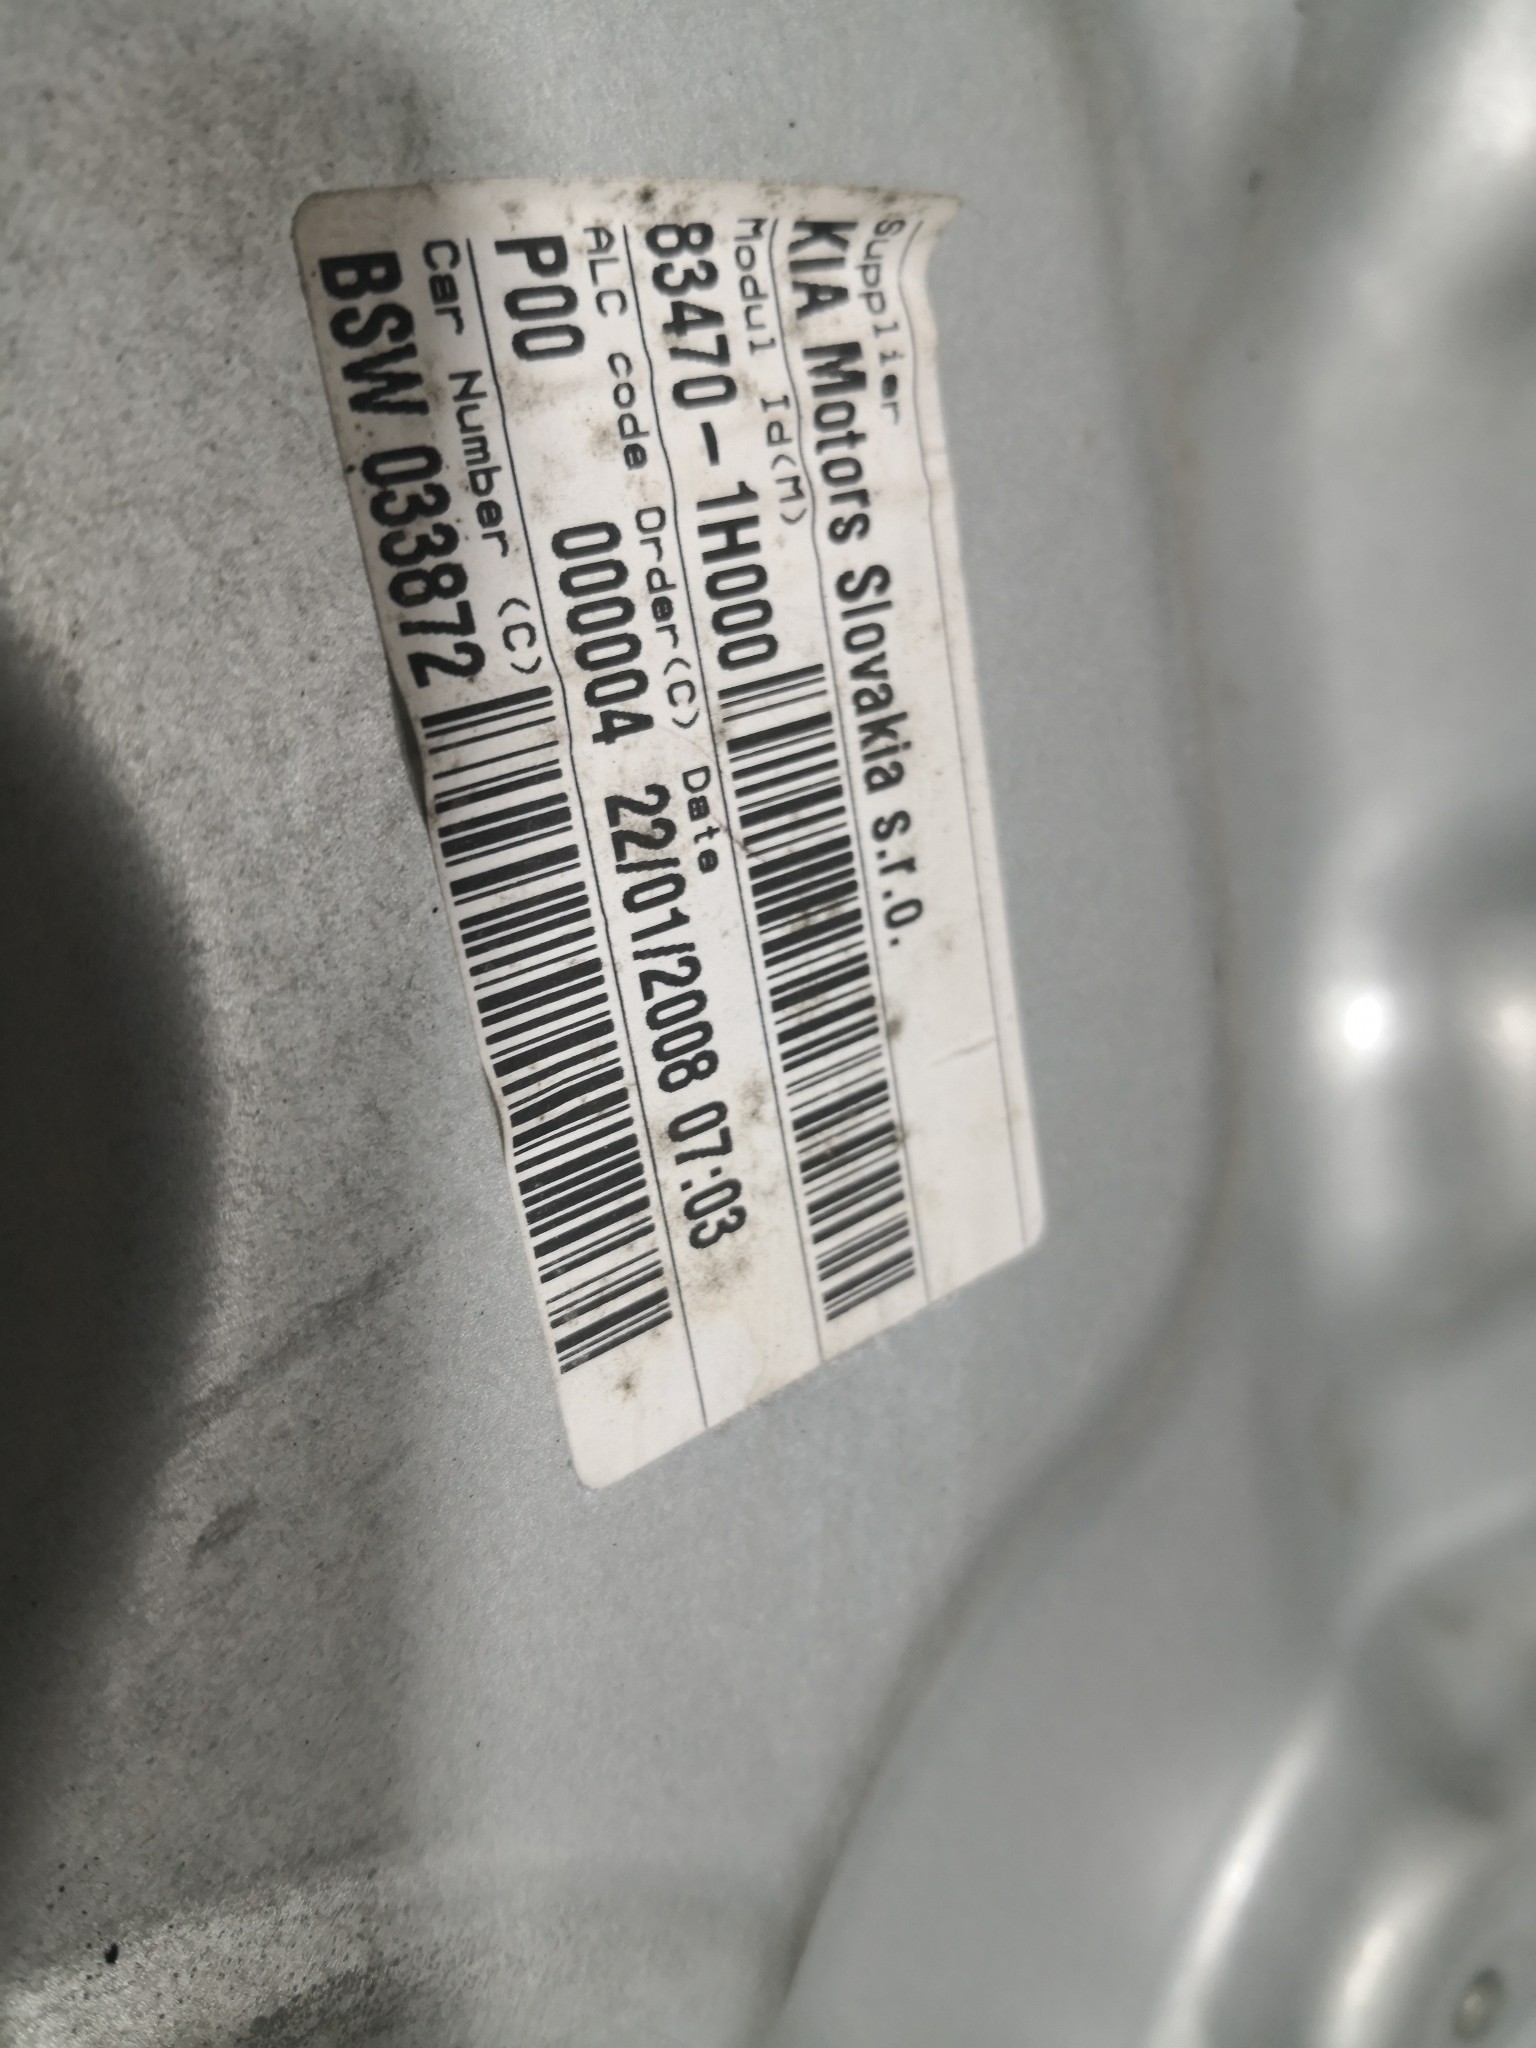 Supplier
KIA Motors Slovakia s.r.o.
Modul Id(M)
83470-1H000
ALC code Order(C) Date
P00 000004 22/01/2008 07:03
Car Number (C)
BSW 033872